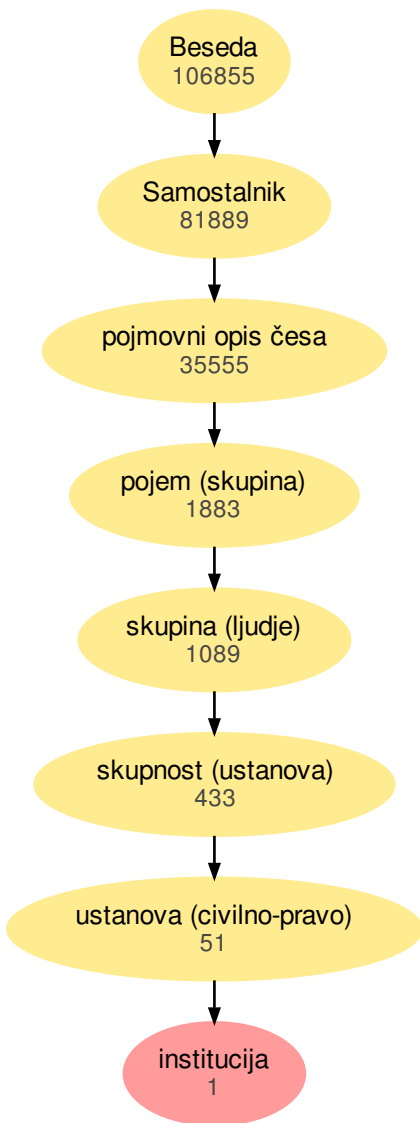 Beseda
106855
Samostalnik
81889
pojmovni opis česa
35555
pojem (skupina)
1883
skupina (ljudje)
1089
skupnost (ustanova)
433
ustanova (civilno-pravo)
51
institucija
1